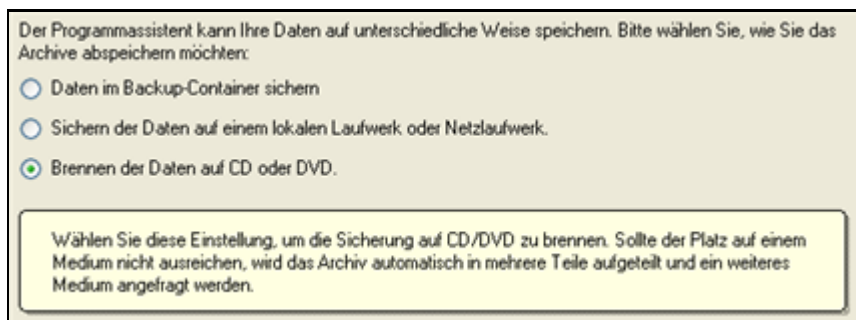 Der Programmassistent kann Ihre Daten auf unterschiedliche Weise speichern. Bitte wählen Sie, wie Sie das
Archive abspeichern möchten:
Daten im Backup-Container sichern
Sichern der Daten auf einem lokalen Laufwerk oder Netzlaufwerk.
Brennen der Daten auf CD oder DVD.
Wählen Sie diese Einstellung, um die Sicherung auf CD/DVD zu brennen. Sollte der Platz auf einem
Medium nicht ausreichen, wird das Archiv automatisch in mehrere Teile aufgeteilt und ein weiteres
Medium angefragt werden.